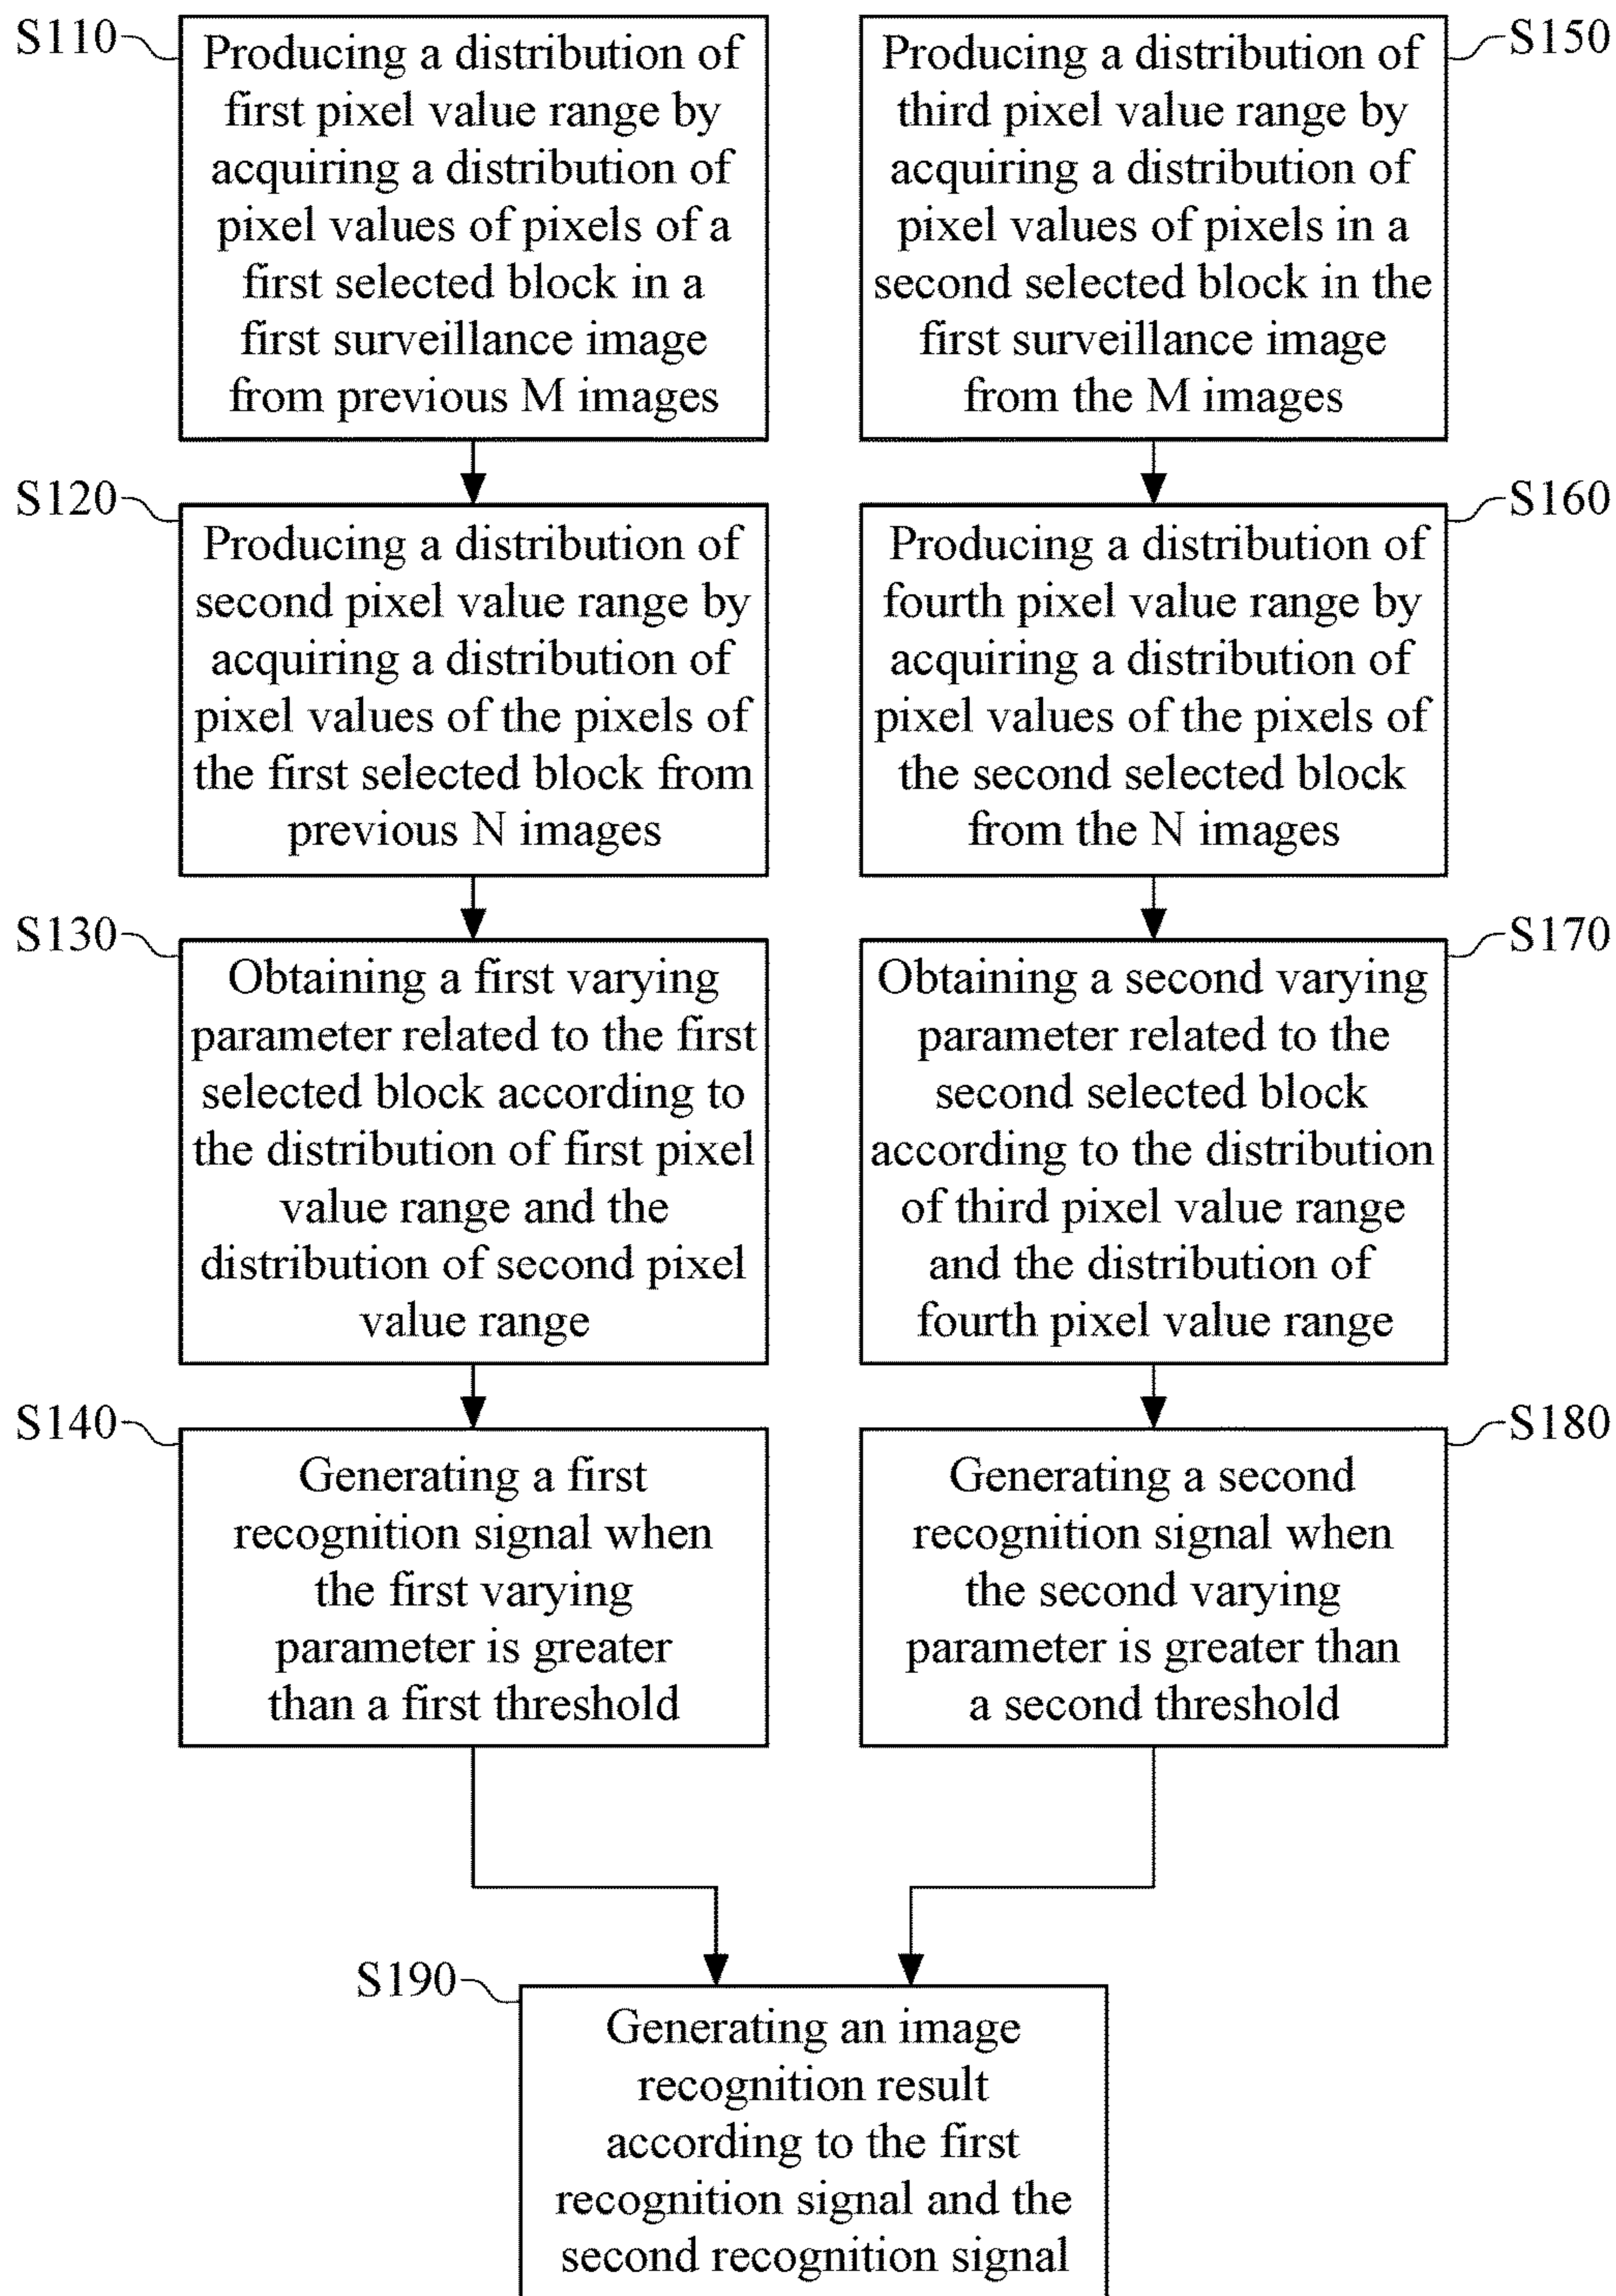 S110
Producing a distribution of
first pixel value range by
acquiring a distribution of
pixel values of pixels of a
first selected block in a
first surveillance image
from previous M images
S120
Producing a distribution of
second pixel value range by
acquiring a distribution of
pixel values of the pixels of
the first selected block from
previous N images
S130
Obtaining a first varying
parameter related to the first
selected block according to
the distribution of first pixel
value range and the
distribution of second pixel
value range
S140
Generating a first
recognition signal when
the first varying
parameter is greater
than a first threshold
S150
Producing a distribution of
third pixel value range by
acquiring a distribution of
pixel values of pixels in a
second selected block in the
first surveillance image
from the M images
S160
Producing a distribution of
fourth pixel value range by
acquiring a distribution of
pixel values of the pixels of
the second selected block
from the N images
S170
Obtaining a second varying
parameter related to the
second selected block
according to the distribution
of third pixel value range
and the distribution of
fourth pixel value range
S180
Generating a second
recognition signal when
the second varying
parameter is greater than
a second threshold
S190
Generating an image
recognition result
according to the first
recognition signal and the
second recognition signal